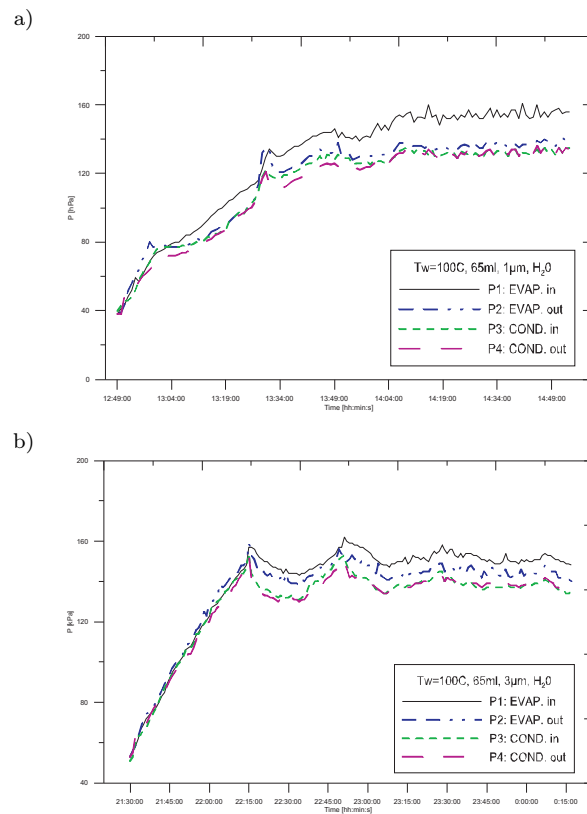 a)
200
160
120
80
40
0
P [hPa]
Tw=100C, 65ml, 1µm, H₂0
P1: EVAP. in
P2: EVAP. out
P3: COND. in
P4: COND. out
12:49:00 13:04:00 13:19:00 13:34:00 13:49:00 14:04:00 14:19:00 14:34:00 14:49:00
Time [hh:min:s]
b)
200
160
120
80
40
P [kPa]
Tw=100C, 65ml, 3µm, H₂0
P1: EVAP. in
P2: EVAP. out
P3: COND. in
P4: COND. out
21:30:00 21:45:00 22:00:00 22:15:00 22:30:00 22:45:00 23:00:00 23:15:00 23:30:00 23:45:00 0:00:00 0:15:00
Time [hh:min:s]